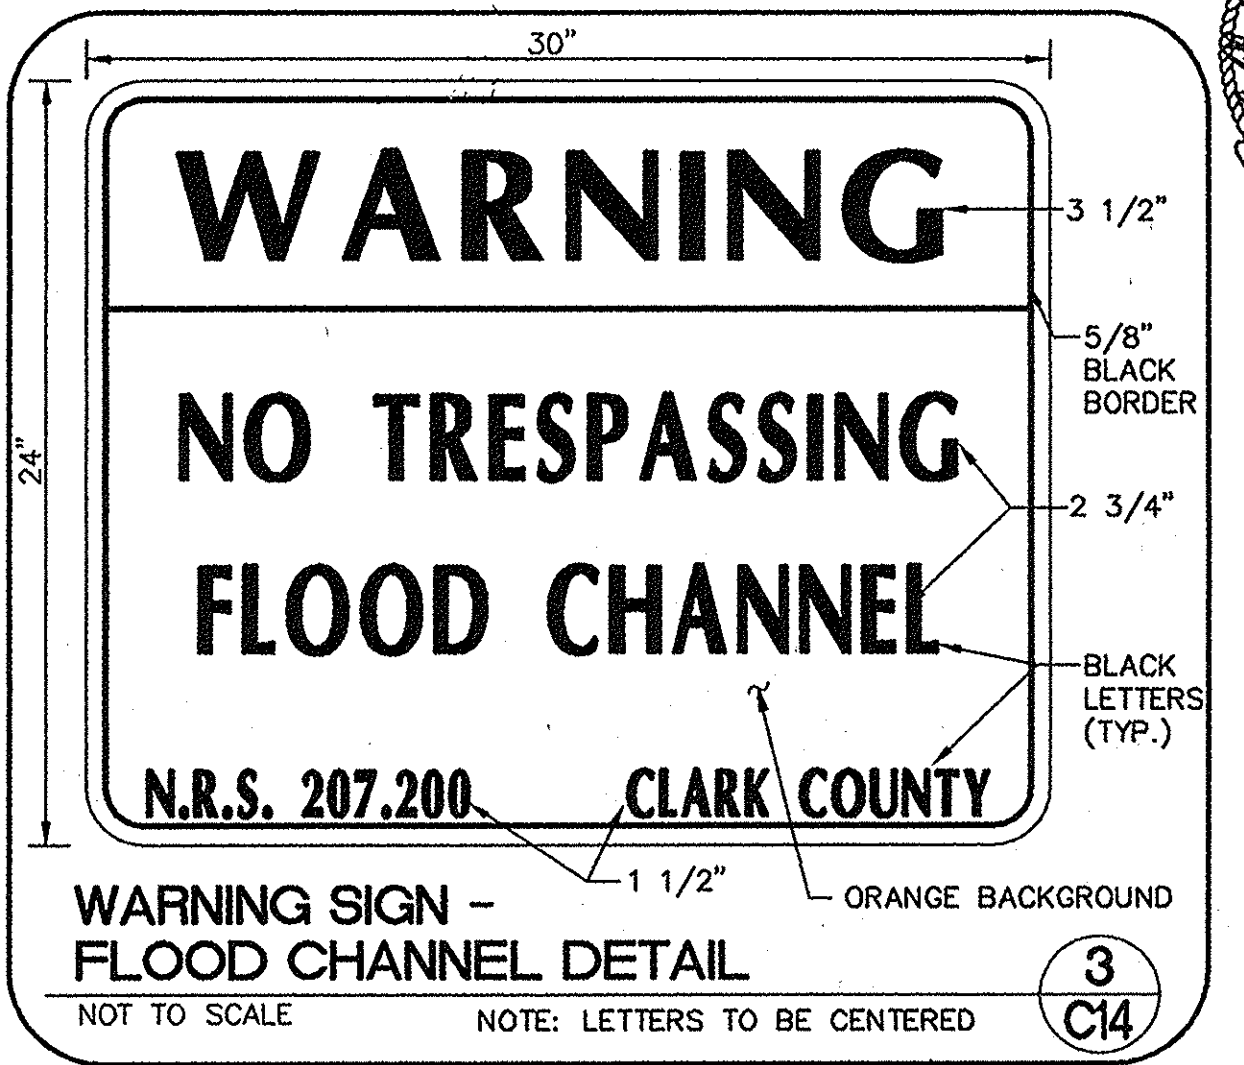 30"
WARNING
3 1/2"
5/8"
BLACK
BORDER
24"
NO TRESPASSING
2 3/4"
FLOOD CHANNEL
BLACK
LETTERS
(TYP.)
N.R.S. 207.200 CLARK COUNTY
1 1/2"
ORANGE BACKGROUND
WARNING SIGN -
FLOOD CHANNEL DETAIL
3
C14
NOT TO SCALE
NOTE: LETTERS TO BE CENTERED